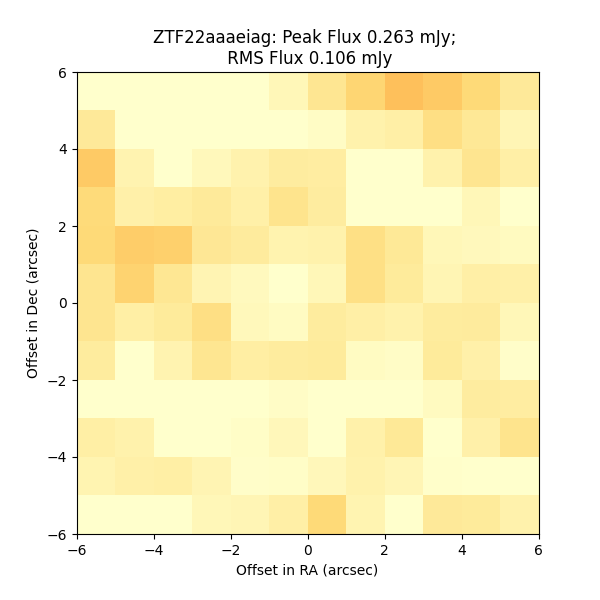 ZTF22aaaeiag: Peak Flux 0.263 mJy;
RMS Flux 0.106 mJy
6
4
2
0
−2
−4
−6
Offset in Dec (arcsec)
−6 −4 −2 0 2 4 6
Offset in RA (arcsec)